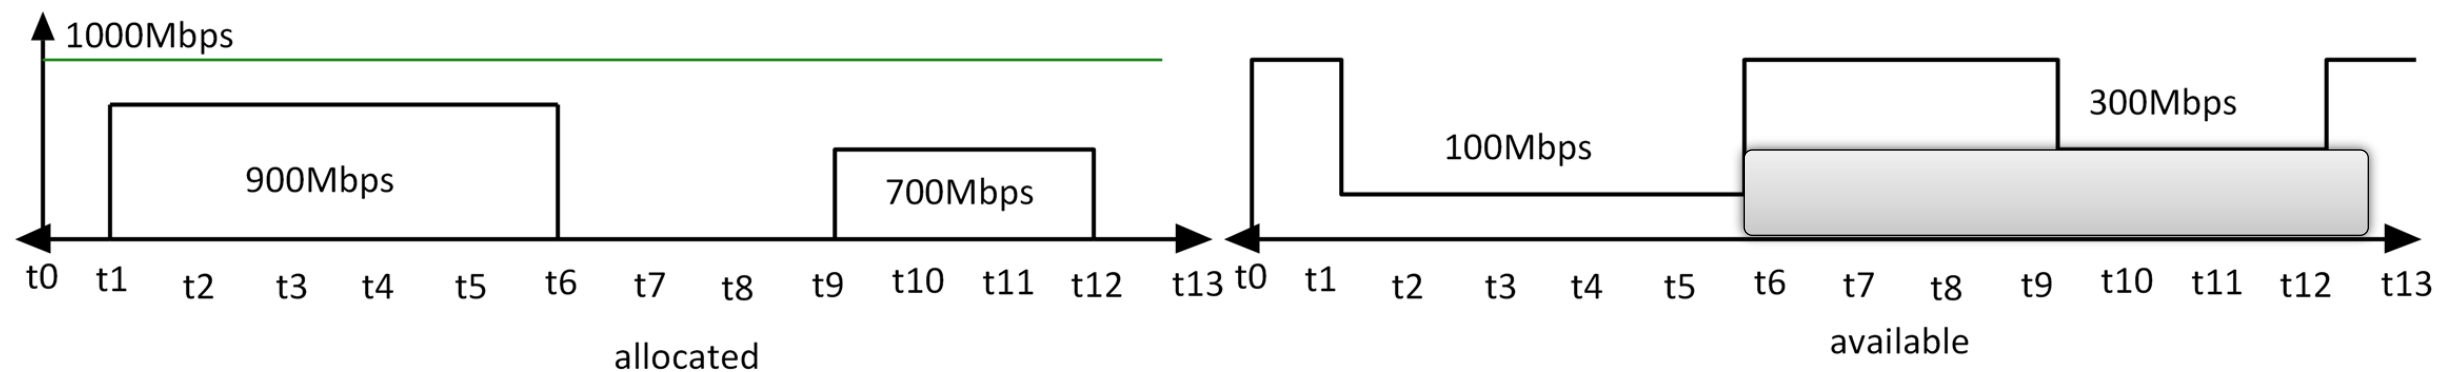 1000Mbps
900Mbps
700Mbps
t0 t1 t2 t3 t4 t5 t6 t7 t8 t9 t10 t11 t12 t13
allocated
100Mbps
300Mbps
t0 t1 t2 t3 t4 t5 t6 t7 t8 t9 t10 t11 t12 t13
available